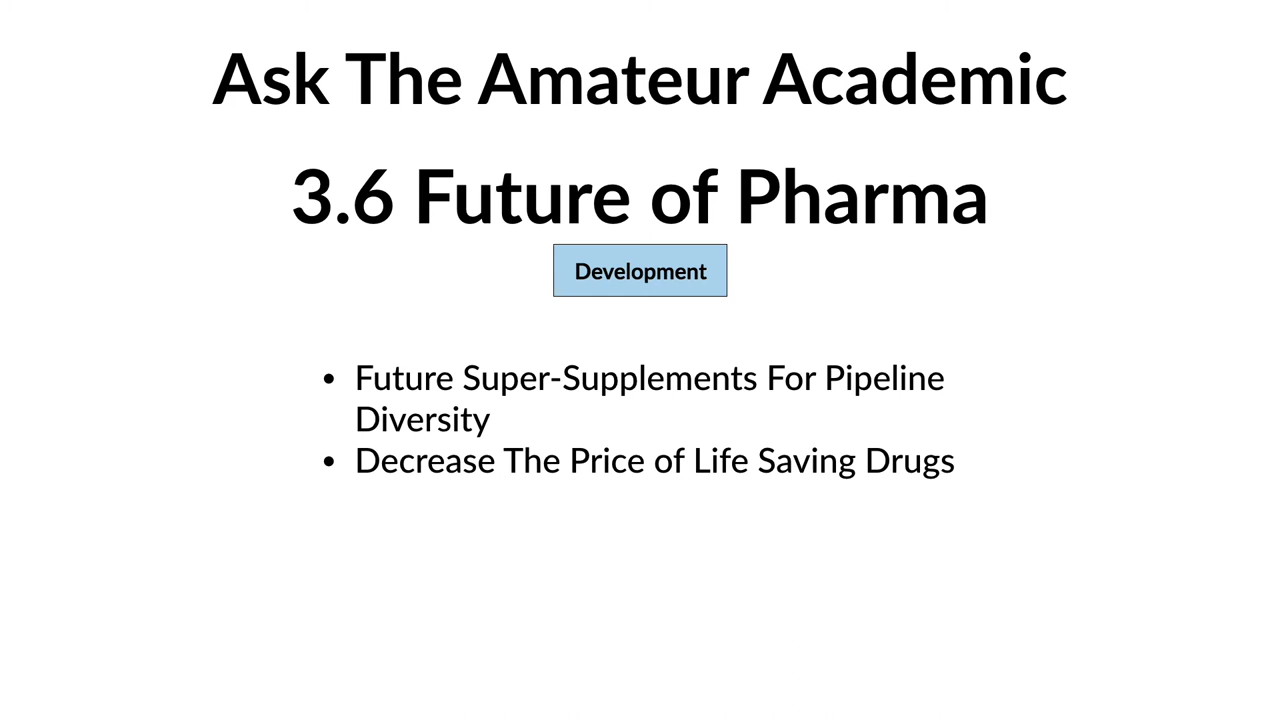 Ask The Amateur Academic
3.6 Future of Pharma
Development
• Future Super-Supplements For Pipeline
Diversity
• Decrease The Price of Life Saving Drugs